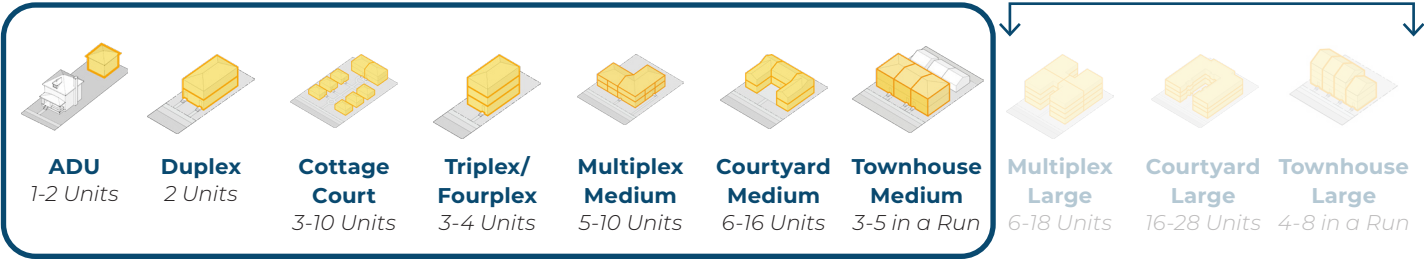 ADU
1-2 Units
Duplex
2 Units
Cottage
Court
3-10 Units
Triplex/
Fourplex
3-4 Units
Multiplex
Medium
5-10 Units
Courtyard
Medium
6-16 Units
Townhouse
Medium
3-5 in a Run
Multiplex
Large
6-18 Units
Courtyard
Large
16-28 Units
Townhouse
Large
4-8 in a Run